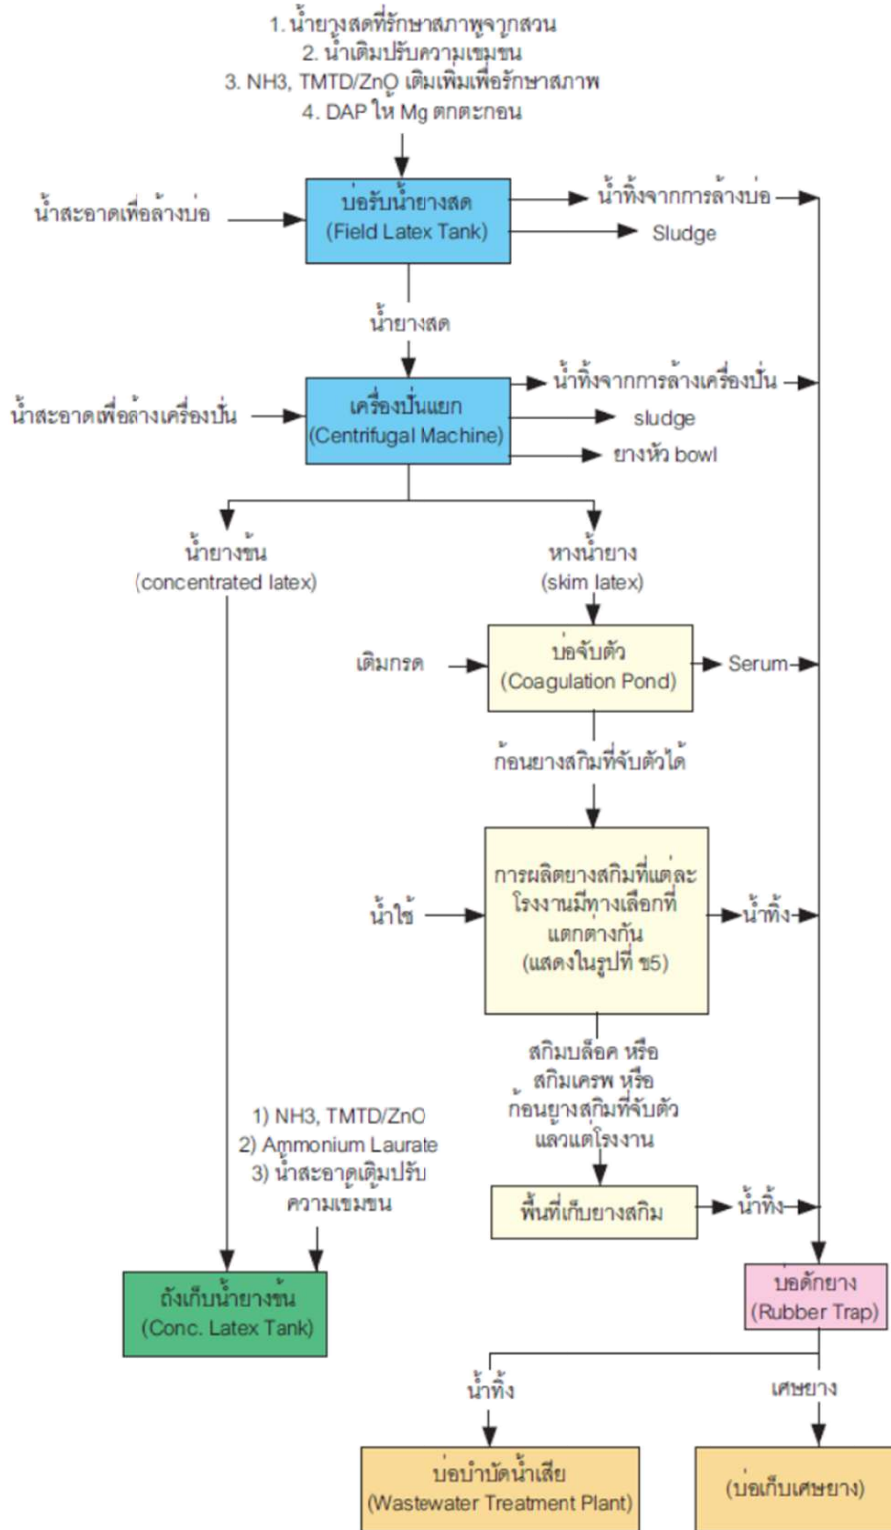 1. น้ำยางสดที่รักษาสภาพจากสวน
2. น้ำเติมปรับความเข้มข้น
3. NH3, TMTD/ZnO เติมเพิ่มเพื่อรักษาสภาพ
4. DAP ให้ Mg ตกตะกอน
น้ำสะอาดเพื่อล้างบ่อ
บ่อรับน้ำยางสด
(Field Latex Tank)
น้ำทิ้งจากการล้างบ่อ
Sludge
น้ำยางสด
น้ำสะอาดเพื่อล้างเครื่องปั่น
เครื่องปั่นแยก
(Centrifugal Machine)
น้ำทิ้งจากการล้างเครื่องปั่น
sludge
ยางหัว bowl
น้ำยางข้น
(concentrated latex)
หางน้ำยาง
(skim latex)
เติมกรด
บ่อจับตัว
(Coagulation Pond)
Serum
ก้อนยางสกิมที่จับตัวได้
น้ำใช้
การผลิตยางสกิมที่แต่ละ
โรงงานมีทางเลือกที่
แตกต่างกัน
(แสดงในรูปที่ ข5)
น้ำทิ้ง
สกิมบล็อค หรือ
สกิมเครพ หรือ
ก้อนยางสกิมที่จับตัว
แล้วแต่โรงงาน
1) NH3, TMTD/ZnO
2) Ammonium Laurate
3) น้ำสะอาดเติมปรับ
ความเข้มข้น
พื้นที่เก็บยางสกิม
น้ำทิ้ง
ถังเก็บน้ำยางข้น
(Conc. Latex Tank)
บ่อดักยาง
(Rubber Trap)
น้ำทิ้ง
เศษยาง
บ่อบำบัดน้ำเสีย
(Wastewater Treatment Plant)
(บ่อเก็บเศษยาง)